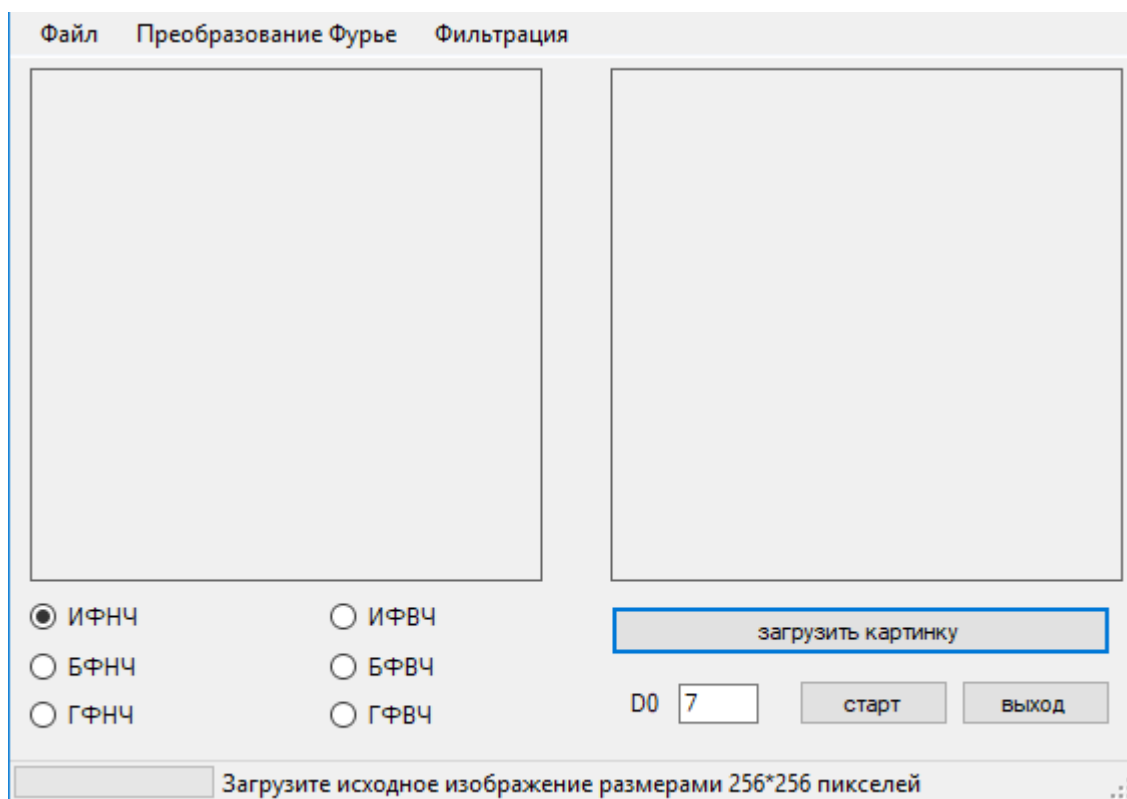 Файл Преобразование Фурье Фильтрация
ИФНЧ ИФВЧ загрузить картинку
БФНЧ БФВЧ
D0 7 старт выход
ГФНЧ ГФВЧ
Загрузите исходное изображение размерами 256*256 пикселей